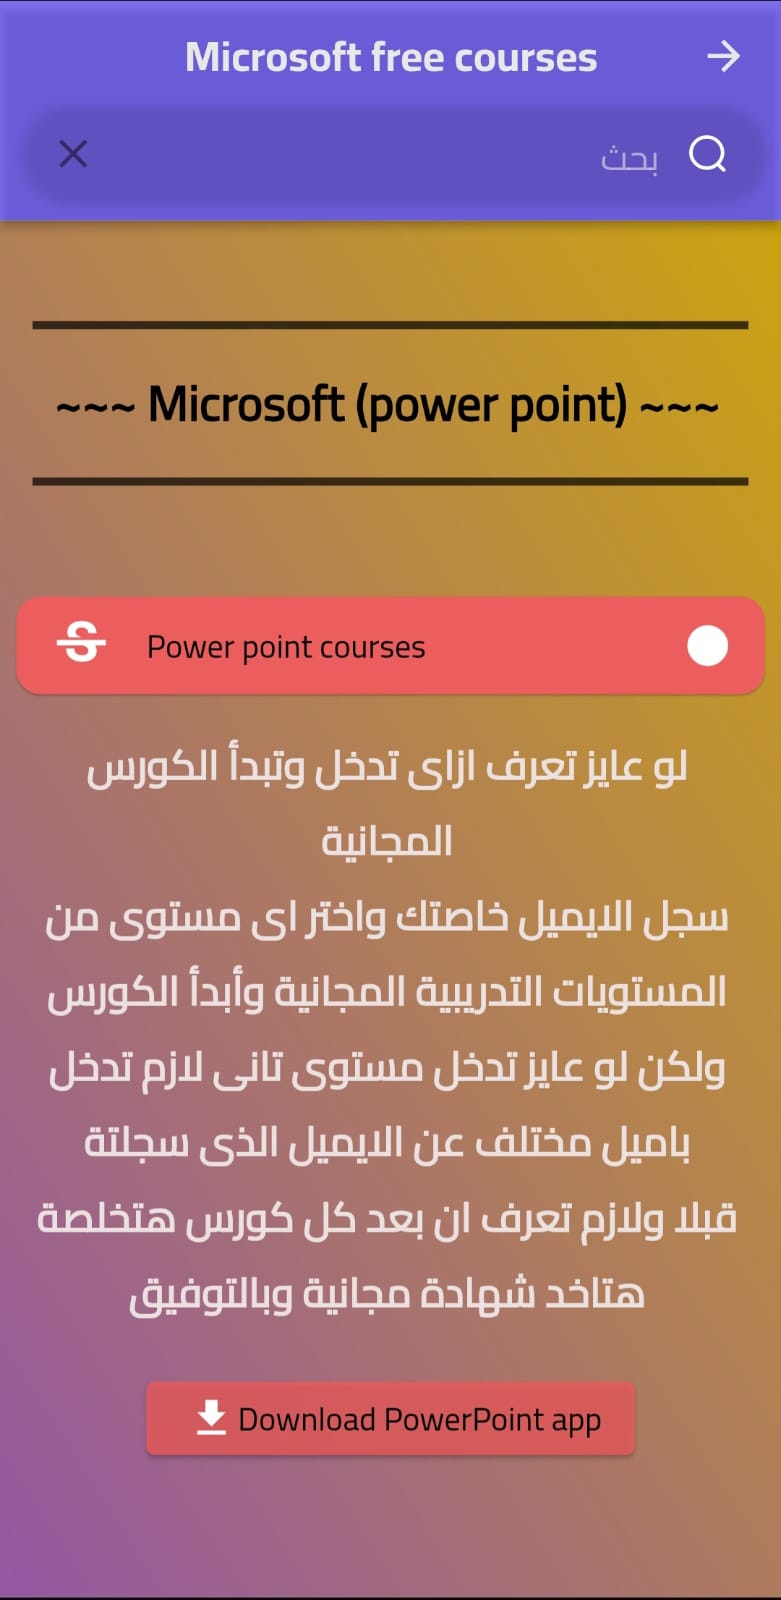 Microsoft free courses
بحث
~~~ Microsoft (power point) ~~~
Power point courses
لو عايز تعرف ازاى تدخل وتبدأ الكورس
المجانية
سجل الايميل خاصتك واختر اى مستوى من
المستويات التدريبية المجانية وأبدأ الكورس
ولكن لو عايز تدخل مستوى تانى لازم تدخل
باميل مختلف عن الايميل الذى سجلتة
قبلا ولازم تعرف ان بعد كل كورس هتخلصة
هتاخد شهادة مجانية وبالتوفيق
Download PowerPoint app